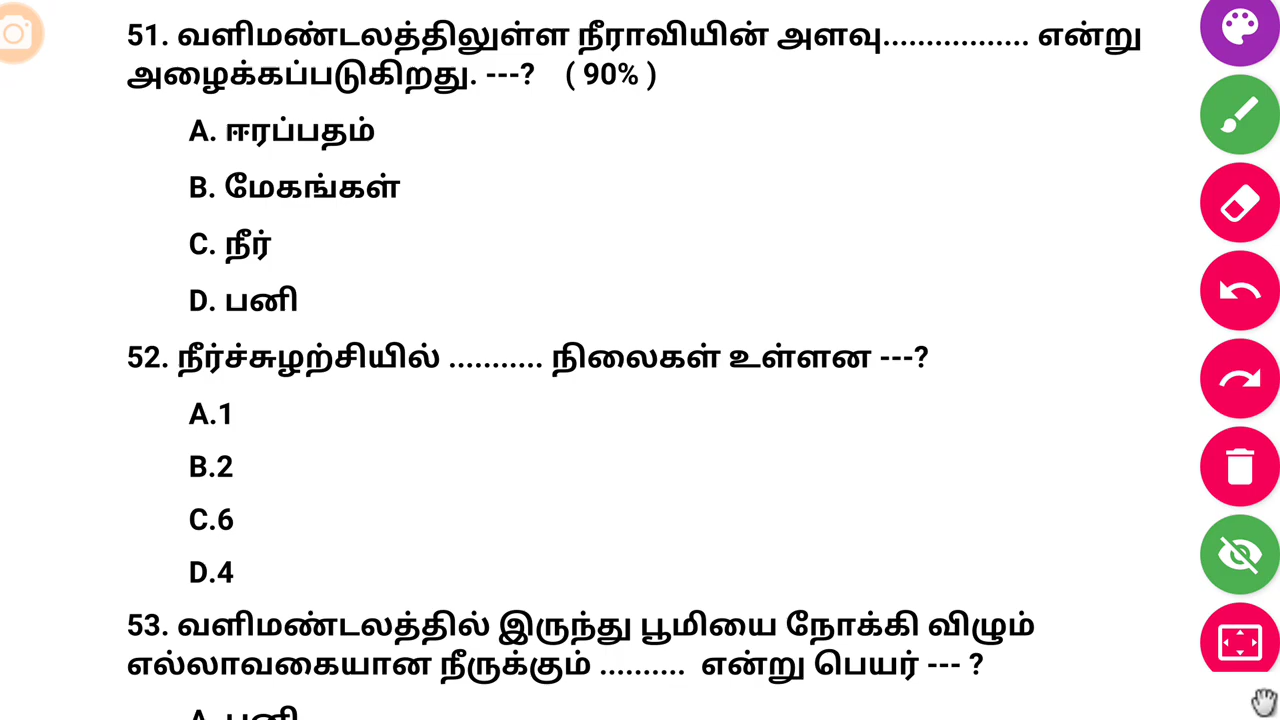 51. வளிமண்டலத்திலுள்ள நீராவியின் அளவு................. என்று
அழைக்கப்படுகிறது. ---? ( 90% )
A. ஈரப்பதம்
B. மேகங்கள்
C. நீர்
D. பனி
52. நீர்ச்சுழற்சியில் ........... நிலைகள் உள்ளன ---?
A.1
B.2
C.6
D.4
53. வளிமண்டலத்தில் இருந்து பூமியை நோக்கி விழும்
எல்லாவகையான நீருக்கும் .......... என்று பெயர் --- ?
A. பனி